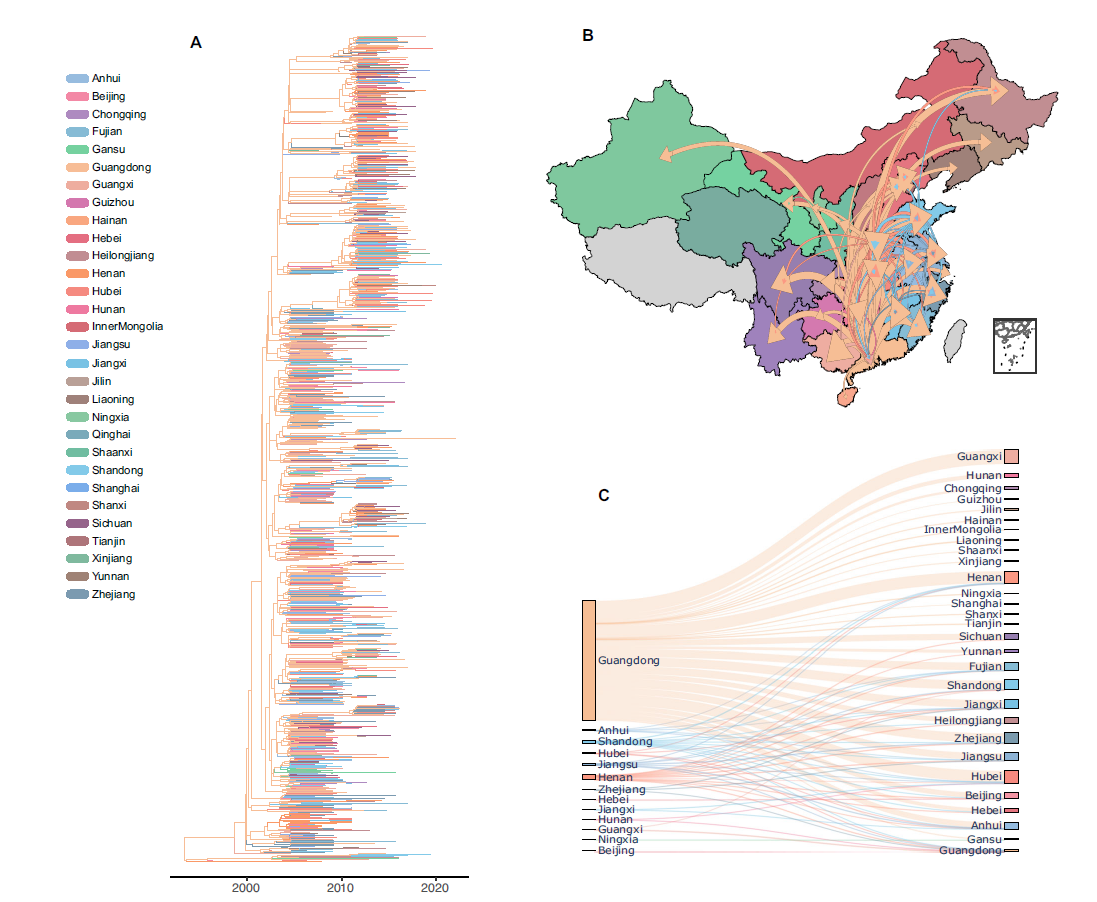 A
Anhui
Beijing
Chongqing
Fujian
Gansu
Guangdong
Guangxi
Guizhou
Hainan
Hebei
Heilongjiang
Henan
Hubei
Hunan
InnerMongolia
Jiangsu
Jiangxi
Jilin
Liaoning
Ningxia
Qinghai
Shaanxi
Shandong
Shanghai
Shanxi
Sichuan
Tianjin
Xinjiang
Yunnan
Zhejiang
2000
2010
2020
B
C
Guangdong
Anhui
Shandong
Hubei
Jiangsu
Henan
Zhejiang
Hebei
Jiangxi
Hunan
Guangxi
Ningxia
Beijing
Guangxi
Hunan
Chongqing
Guizhou
Jilin
Hainan
InnerMongolia
Liaoning
Shaanxi
Xinjiang
Henan
Ningxia
Shanghai
Shanxi
Tianjin
Sichuan
Yunnan
Fujian
Shandong
Jiangxi
Heilongjiang
Zhejiang
Jiangsu
Hubei
Beijing
Hebei
Anhui
Gansu
Guangdong